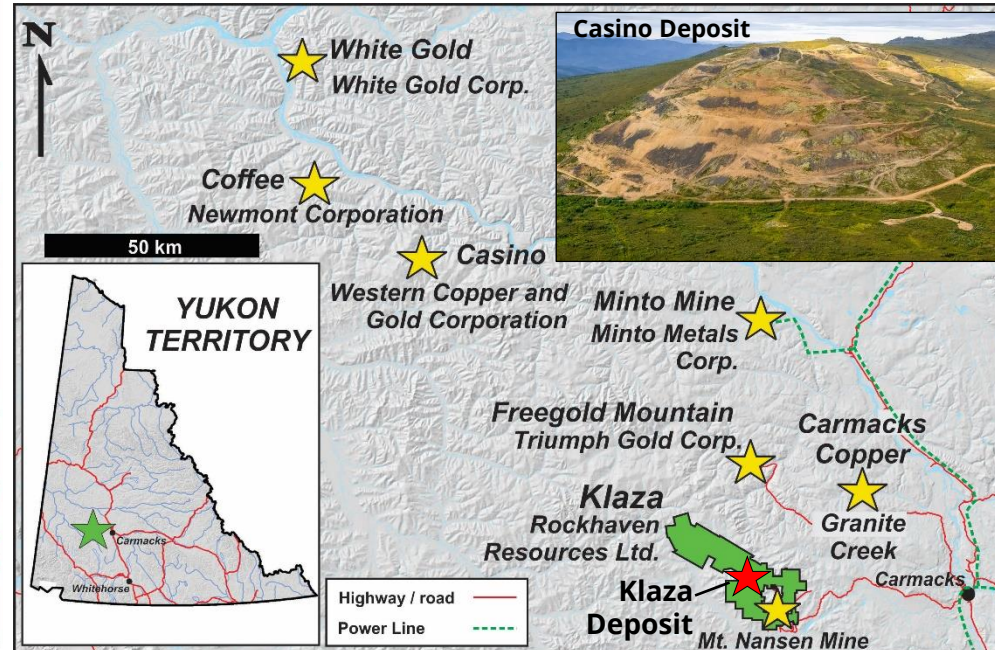 N
White Gold
White Gold Corp.
Casino Deposit
Coffee
Newmont Corporation
50 km
Casino
Western Copper and
Gold Corporation
Minto Mine
Minto Metals
Corp.
YUKON
TERRITORY
Carmacks
Whitehorse
Freegold Mountain
Triumph Gold Corp.
Carmacks
Copper
Granite
Creek
Klaza
Rockhaven
Resources Ltd.
Klaza
Deposit
Carmacks
Mt. Nansen Mine
Highway / road
Power Line